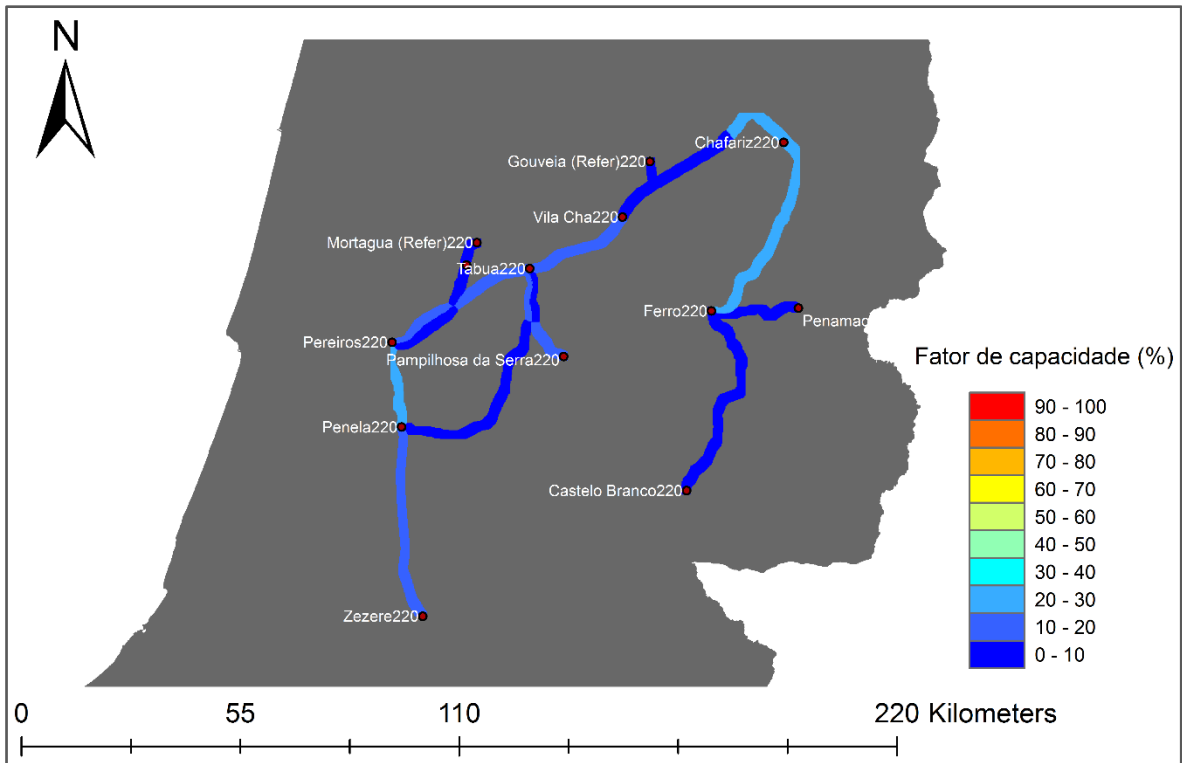 N
Chafariz220
Gouveia (Refer)220
Vila Cha220
Mortagua (Refer)220
Tabua220
Ferro220
Penamac
Pereiros220
Pampilhosa da Serra220
Fator de capacidade (%)
90 - 100
80 - 90
Penela220
70 - 80
60 - 70
Castelo Branco220
50 - 60
40 - 50
30 - 40
20 - 30
Zezere220
10 - 20
0 - 10
0
55
110
220 Kilometers